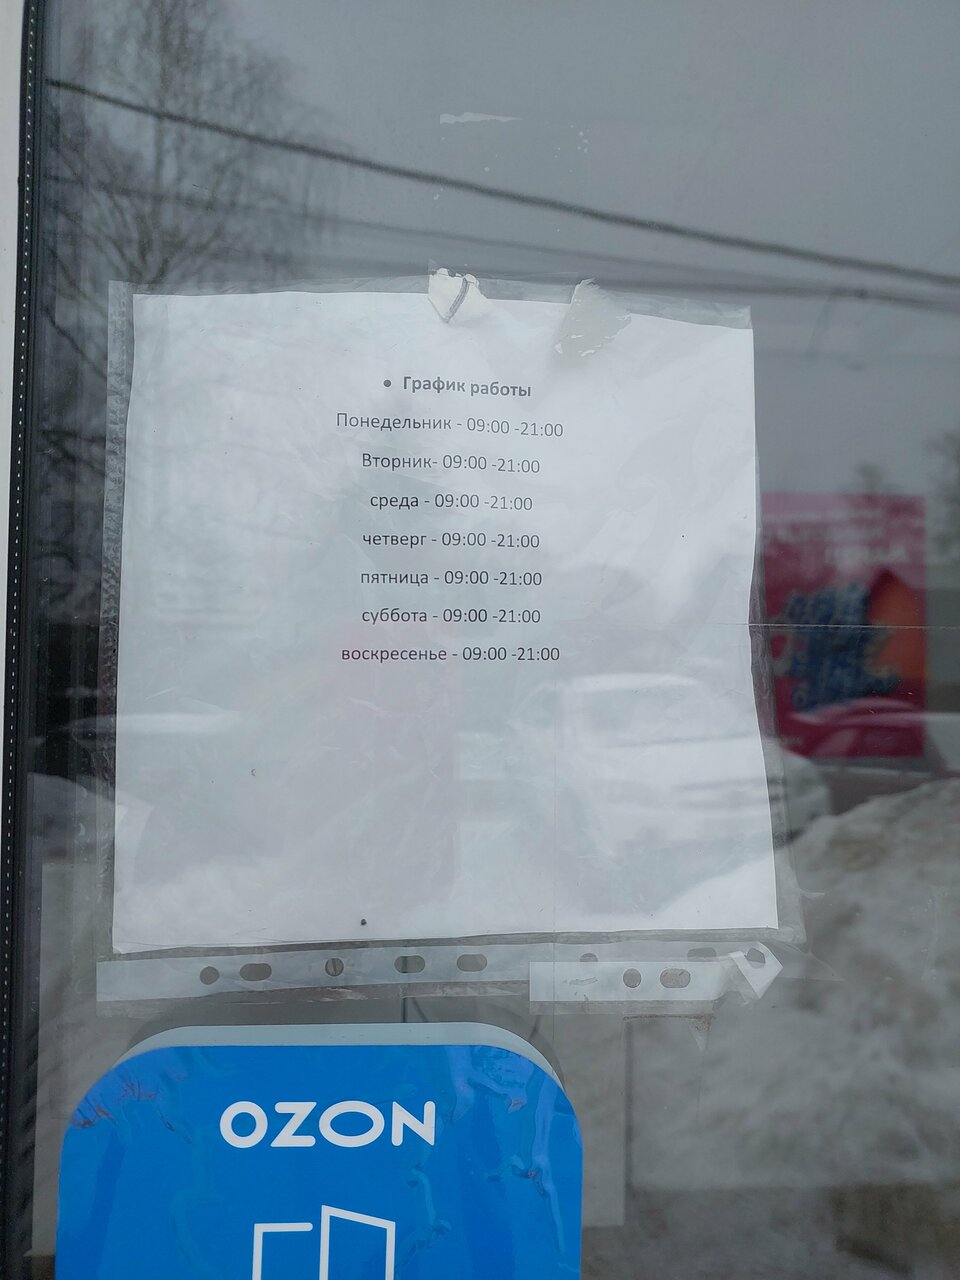 • График работы
Понедельник - 09:00 -21:00
Вторник- 09:00 -21:00
среда - 09:00 -21:00
четверг - 09:00 -21:00
пятница - 09:00 -21:00
суббота - 09:00 -21:00
воскресенье - 09:00 -21:00
OZON